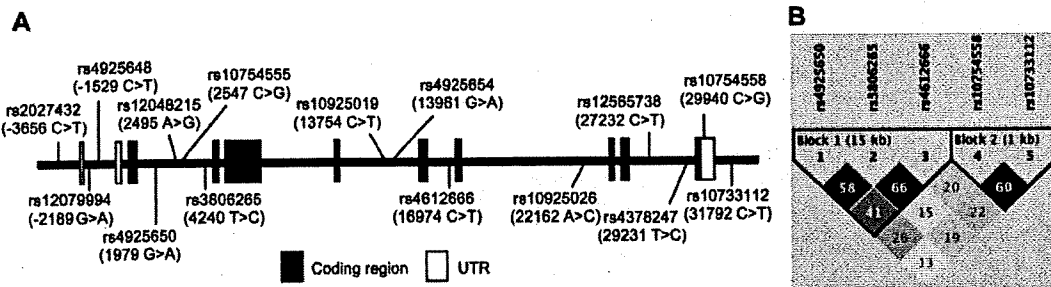 A
B
rs4925648
(-1529 C>T)
rs10754555
(2547 C>G)
rs4925654
(13981 G>A)
rs10754558
(29940 C>G)
rs2027432
(-3656 C>T)
rs12048215
(2495 A>G)
rs10925019
(13754 C>T)
rs12565738
(27232 C>T)
rs12079994
(-2189 G>A)
rs4925650
(1979 G>A)
rs3806265
(4240 T>C)
rs4612666
(16974 C>T)
rs10925026
(22162 A>C)
rs4378247
(29231 T>C)
rs10733112
(31792 C>T)
Coding region
UTR
rs4925650
rs3806265
rs4612666
rs10754558
rs10733112
Block 1 (15 kb)
Block 2 (1 kb)
1 2 3 4 5
58 66 20 60
41 15 22
26 19
13